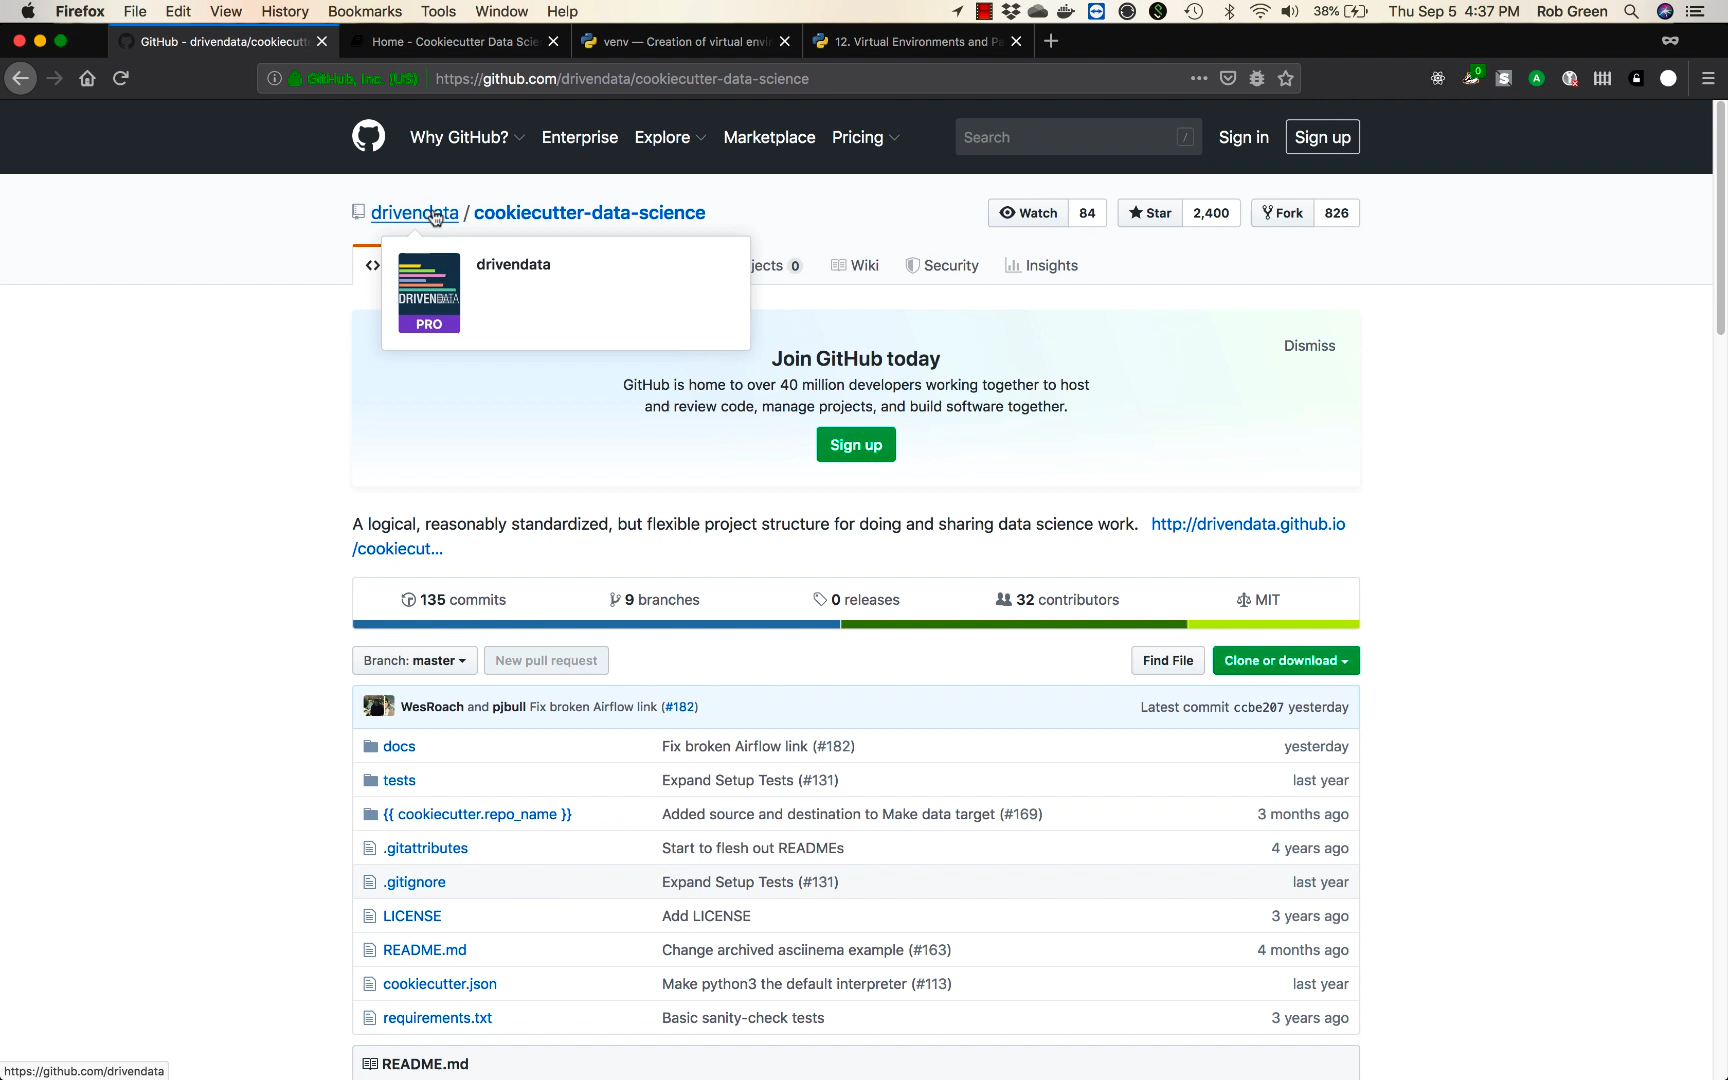 Firefox File Edit View History Bookmarks Tools Window Help 0 38% Thu Sep 5 4:37 PM Rob Green
GitHub - drivendata/cookiecutt
Home - Cookiecutter Data Scie
venv — Creation of virtual envi
12. Virtual Environments and Pa
GitHub, Inc. (US) https://github.com/drivendata/cookiecutter-data-science
Why GitHub? Enterprise Explore Marketplace Pricing Search / Sign in Sign up
drivendata / cookiecutter-data-science
Watch 84 Star 2,400 Fork 826
jects 0 Wiki Security Insights
drivendata
DRIVENDATA
PRO
Dismiss
Join GitHub today
GitHub is home to over 40 million developers working together to host
and review code, manage projects, and build software together.
Sign up
A logical, reasonably standardized, but flexible project structure for doing and sharing data science work. http://drivendata.github.io
/cookiecut...
135 commits 9 branches 0 releases 32 contributors MIT
Branch: master New pull request Find File Clone or download
WesRoach and pjbull Fix broken Airflow link (#182) Latest commit ccbe207 yesterday
docs Fix broken Airflow link (#182) yesterday
tests Expand Setup Tests (#131) last year
{{ cookiecutter.repo_name }} Added source and destination to Make data target (#169) 3 months ago
.gitattributes Start to flesh out READMEs 4 years ago
.gitignore Expand Setup Tests (#131) last year
LICENSE Add LICENSE 3 years ago
README.md Change archived asciinema example (#163) 4 months ago
cookiecutter.json Make python3 the default interpreter (#113) last year
requirements.txt Basic sanity-check tests 3 years ago
README.md
https://github.com/drivendata